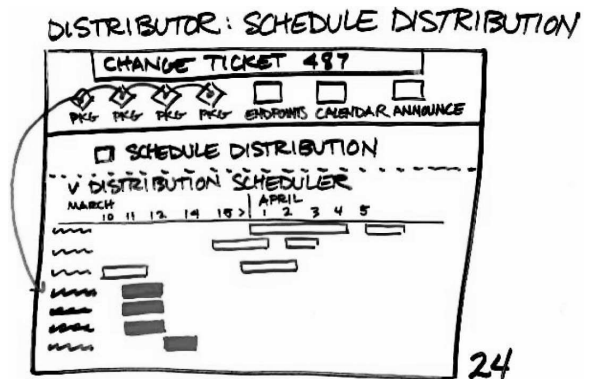 DISTRIBUTOR: SCHEDULE DISTRIBUTION
CHANGE TICKET 487
PKG PKG PKG PKG ENDPOINTS CALENDAR ANNOUNCE
SCHEDULE DISTRIBUTION
V DISTRIBUTION SCHEDULER
MARCH APRIL
10 11 12 14 15 > 1 2 3 4 5
24